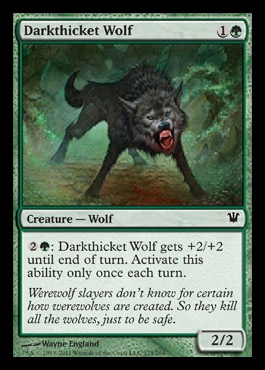 Darkthicket Wolf 1
Creature — Wolf
2 : Darkthicket Wolf gets +2/+2
until end of turn. Activate this
ability only once each turn.
Werewolf slayers don't know for certain
how werewolves are created. So they kill
all the wolves, just to be safe.
Wayne England
2/2